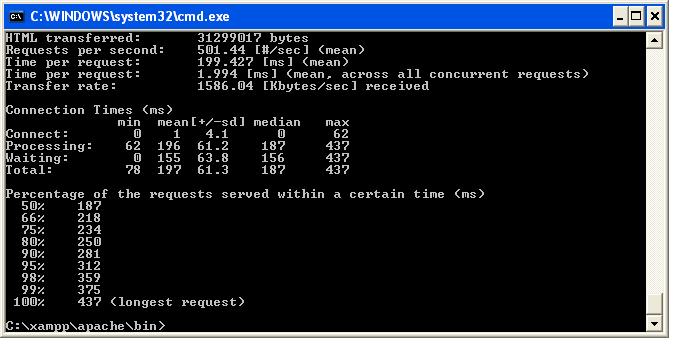 C:\WINDOWS\system32\cmd.exe
HTML transferred:       31299017 bytes
Requests per second:    501.44 [#/sec] (mean)
Time per request:       199.427 [ms] (mean)
Time per request:       1.994 [ms] (mean, across all concurrent requests)
Transfer rate:          1586.04 [Kbytes/sec] received
Connection Times (ms)
              min  mean[+/-sd] median   max
Connect:        0    1   4.1      0      62
Processing:    62  196  61.2    187     437
Waiting:        0  155  63.8    156     437
Total:         78  197  61.3    187     437
Percentage of the requests served within a certain time (ms)
  50%    187
  66%    218
  75%    234
  80%    250
  90%    281
  95%    312
  98%    359
  99%    375
 100%    437 (longest request)
C:\xampp\apache\bin>